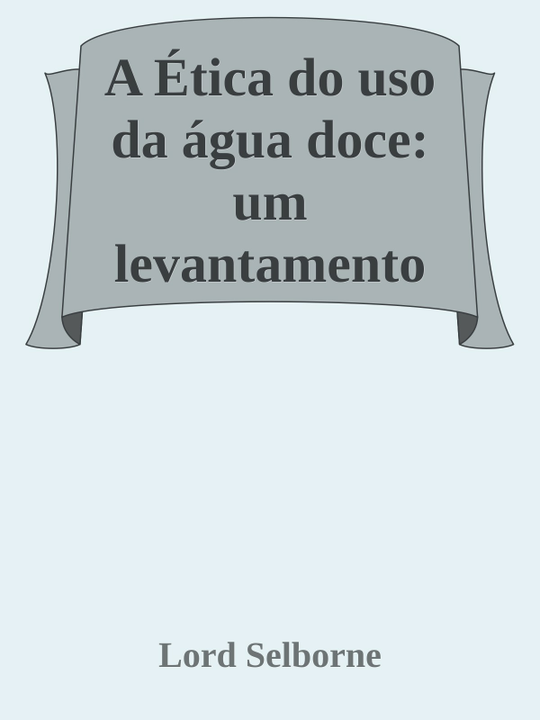 A Ética do uso
da água doce:
um
levantamento
Lord Selborne